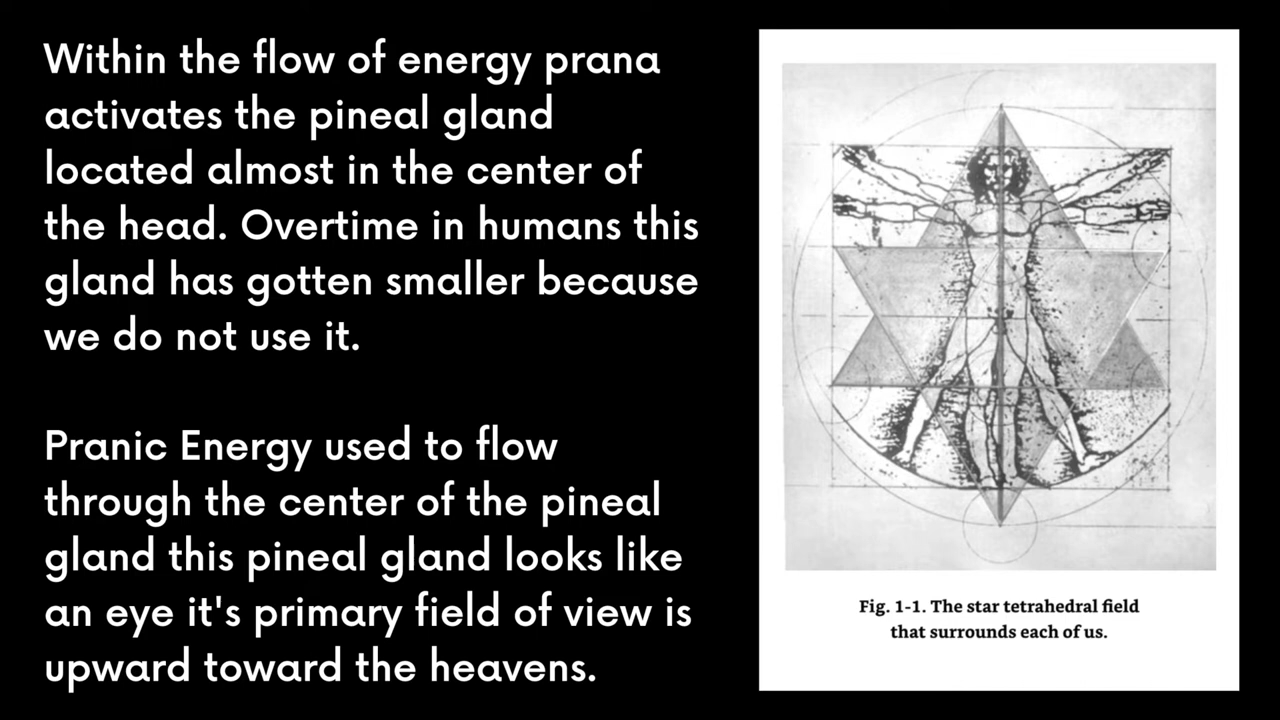 Within the flow of energy prana
activates the pineal gland
located almost in the center of
the head. Overtime in humans this
gland has gotten smaller because
we do not use it.
Pranic Energy used to flow
through the center of the pineal
gland this pineal gland looks like
an eye it's primary field of view is
upward toward the heavens.
Fig. 1-1. The star tetrahedral field
that surrounds each of us.